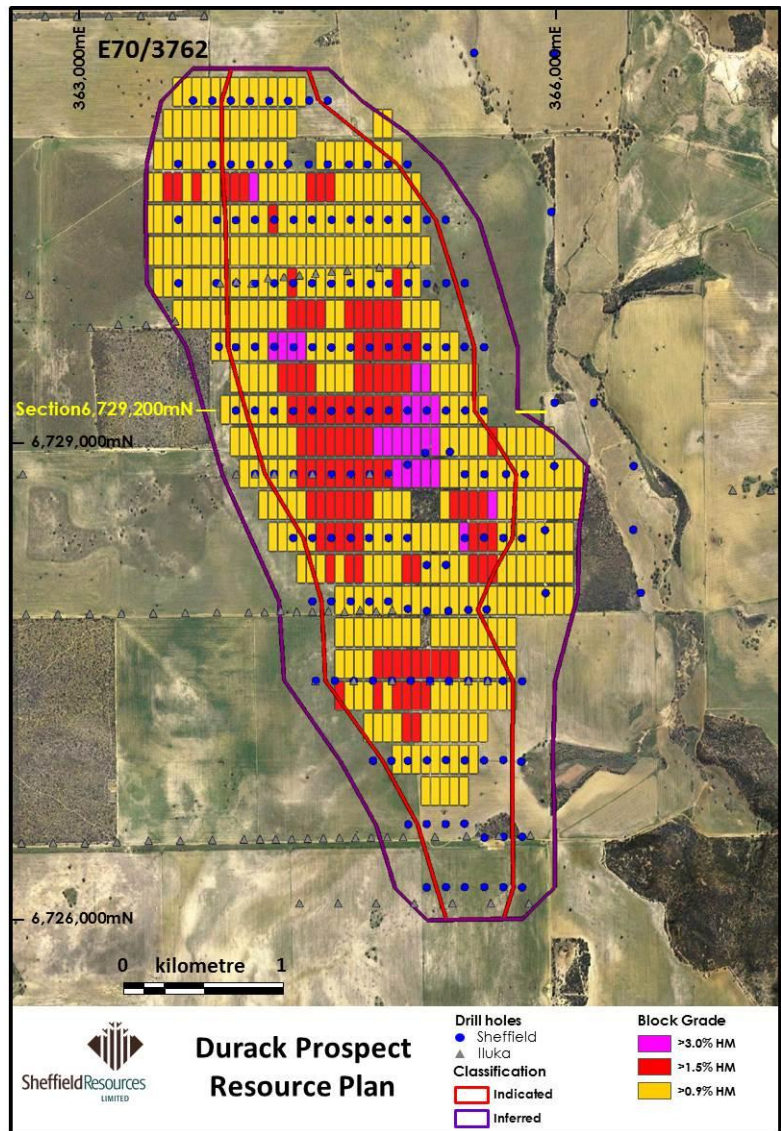 E70/3762
363,000mE
366,000mE
Section6,729,200mN
6,729,000mN
6,726,000mN
0 kilometre 1
SheffieldResources
LIMITED
Durack Prospect
Resource Plan
Drill holes
Sheffield
Iluka
Classification
Indicated
Inferred
Block Grade
>3.0% HM
>1.5% HM
>0.9% HM